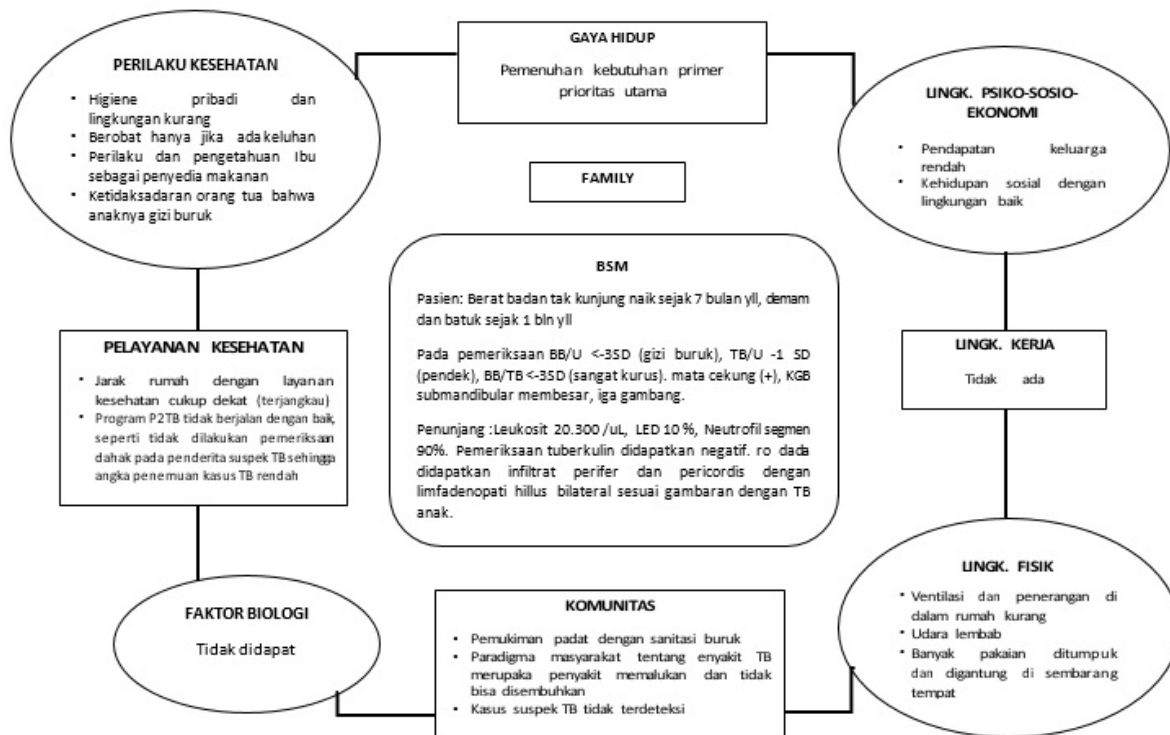 GAYA HIDUP
Pemenuhan kebutuhan primer
prioritas utama
PERILAKU KESEHATAN
• Higiene pribadi dan
lingkungan kurang
• Berobat hanya jika ada keluhan
• Perilaku dan pengetahuan Ibu
sebagai penyedia makanan
• Ketidaksadaran orang tua bahwa
anaknya gizi buruk
LINGK. PSIKO-SOSIO-
EKONOMI
• Pendapatan keluarga
rendah
• Kehidupan sosial dengan
lingkungan baik
FAMILY
BSM
Pasien: Berat badan tak kunjung naik sejak 7 bulan yll, demam
dan batuk sejak 1 bln yll
Pada pemeriksaan BB/U <-3SD (gizi buruk), TB/U -1 SD
(pendek), BB/TB <-3SD (sangat kurus). mata cekung (+), KGB
submandibular membesar, iga gambang.
Penunjang :Leukosit 20.300 /uL, LED 10 %, Neutrofil segmen
90%. Pemeriksaan tuberkulin didapatkan negatif. ro dada
didapatkan infiltrat perifer dan pericordis dengan
limfadenopati hillus bilateral sesuai gambaran dengan TB
anak.
PELAYANAN KESEHATAN
• Jarak rumah dengan layanan
kesehatan cukup dekat (terjangkau)
• Program P2TB tidak berjalan dengan baik,
seperti tidak dilakukan pemeriksaan
dahak pada penderita suspek TB sehingga
angka penemuan kasus TB rendah
LINGK. KERJA
Tidak ada
FAKTOR BIOLOGI
Tidak didapat
KOMUNITAS
• Pemukiman padat dengan sanitasi buruk
• Paradigma masyarakat tentang enyakit TB
merupaka penyakit memalukan dan tidak
bisa disembuhkan
• Kasus suspek TB tidak terdeteksi
LINGK. FISIK
• Ventilasi dan penerangan di
dalam rumah kurang
• Udara lembab
• Banyak pakaian ditumpuk
dan digantung di sembarang
tempat